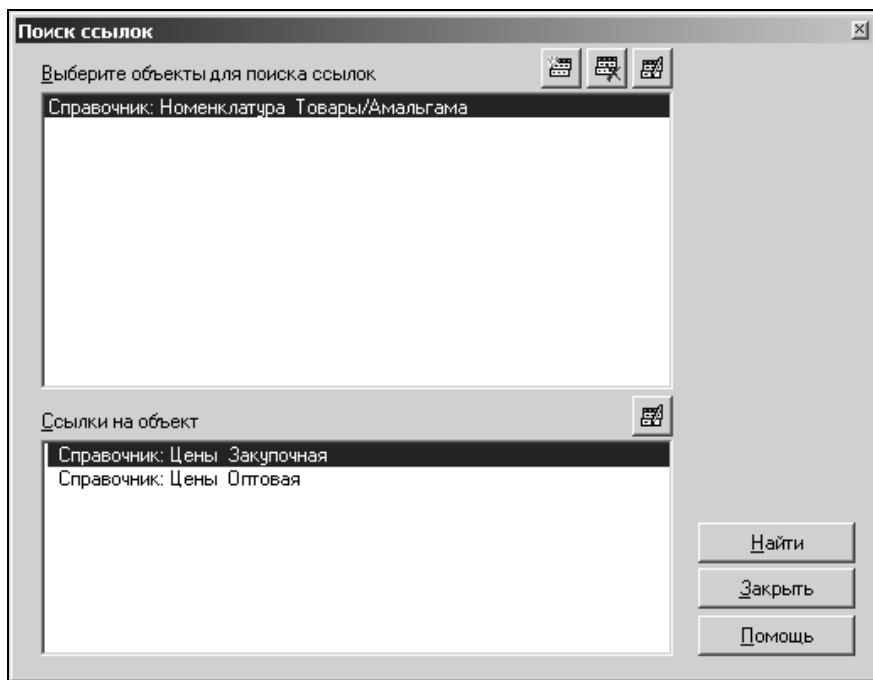 Поиск ссылок
Выберите объекты для поиска ссылок
Справочник: Номенклатура Товары/Амальгама
Ссылки на объект
Справочник: Цены Закупочная
Справочник: Цены Оптовая
Найти
Закрыть
Помощь